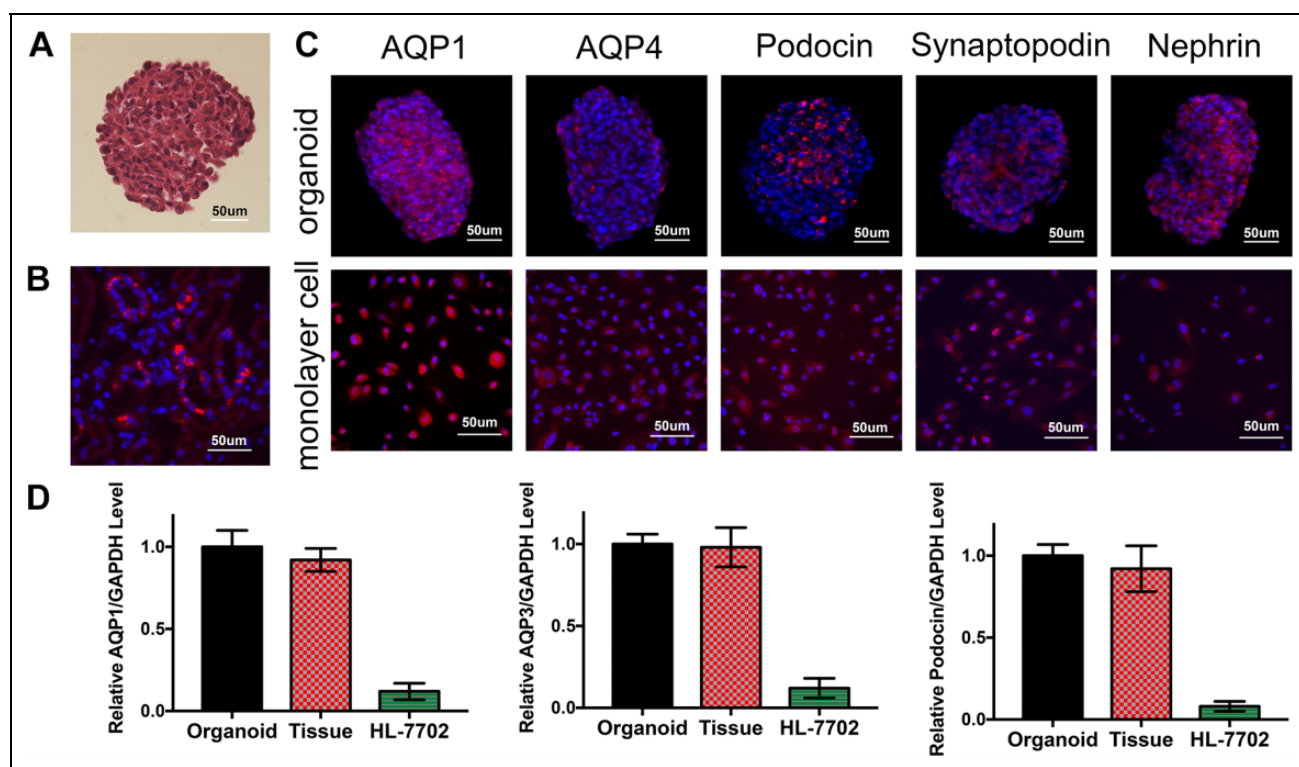 A
50um
B
50um
C
AQP1 AQP4 Podocin Synaptopodin Nephrin
organoid
50um 50um 50um 50um 50um
monolayer cell
50um 50um 50um 50um 50um
D
Relative AQP1/GAPDH Level
1.0
0.5
0.0
Organoid Tissue HL-7702
Relative AQP3/GAPDH Level
1.0
0.5
0.0
Organoid Tissue HL-7702
Relative Podocin/GAPDH Level
1.0
0.5
0.0
Organoid Tissue HL-7702